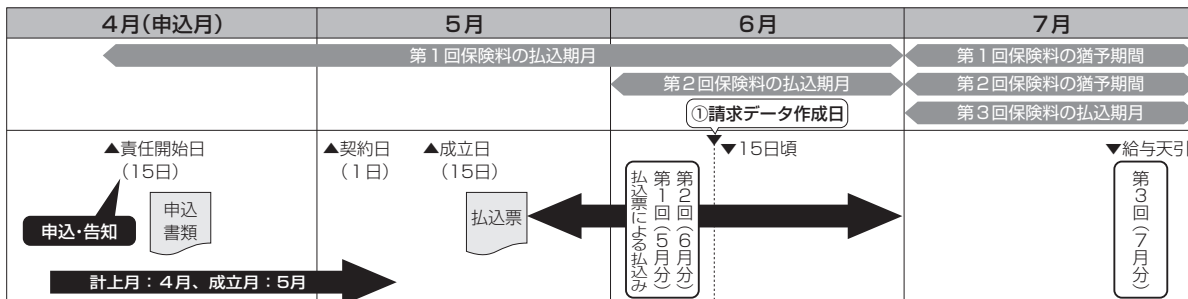 4月(申込月)
5月
6月
7月
第1回保険料の払込期月
第1回保険料の猶予期間
第2回保険料の払込期月
第2回保険料の猶予期間
①請求データ作成日
第3回保険料の払込期月
▲責任開始日
(15日)
▲契約日
(1日)
▲成立日
(15日)
▼15日頃
▼給与天引
申込・告知
申込
書類
払込票
第2回(6月分)
第1回(5月分)
払込票による払込み
第3回(7月分)
計上月:4月、成立月:5月